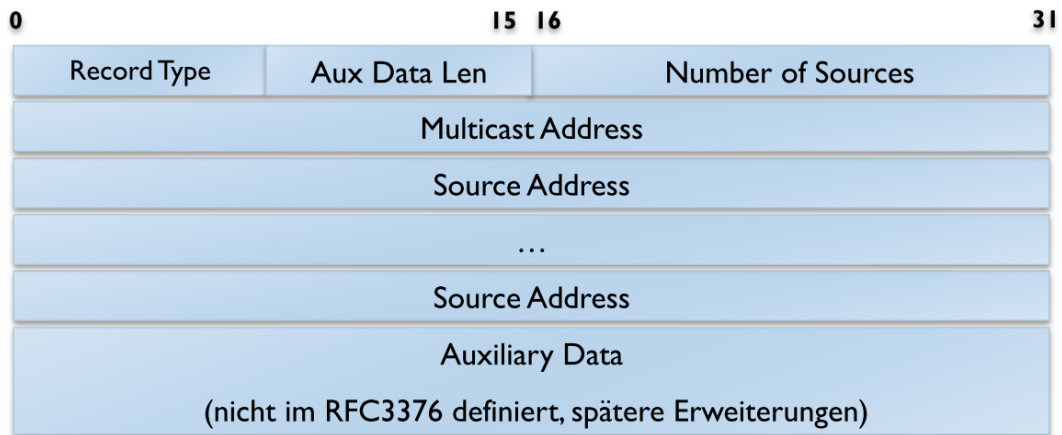 0 15 16 31
Record Type Aux Data Len Number of Sources
Multicast Address
Source Address
...
Source Address
Auxiliary Data
(nicht im RFC3376 definiert, spätere Erweiterungen)